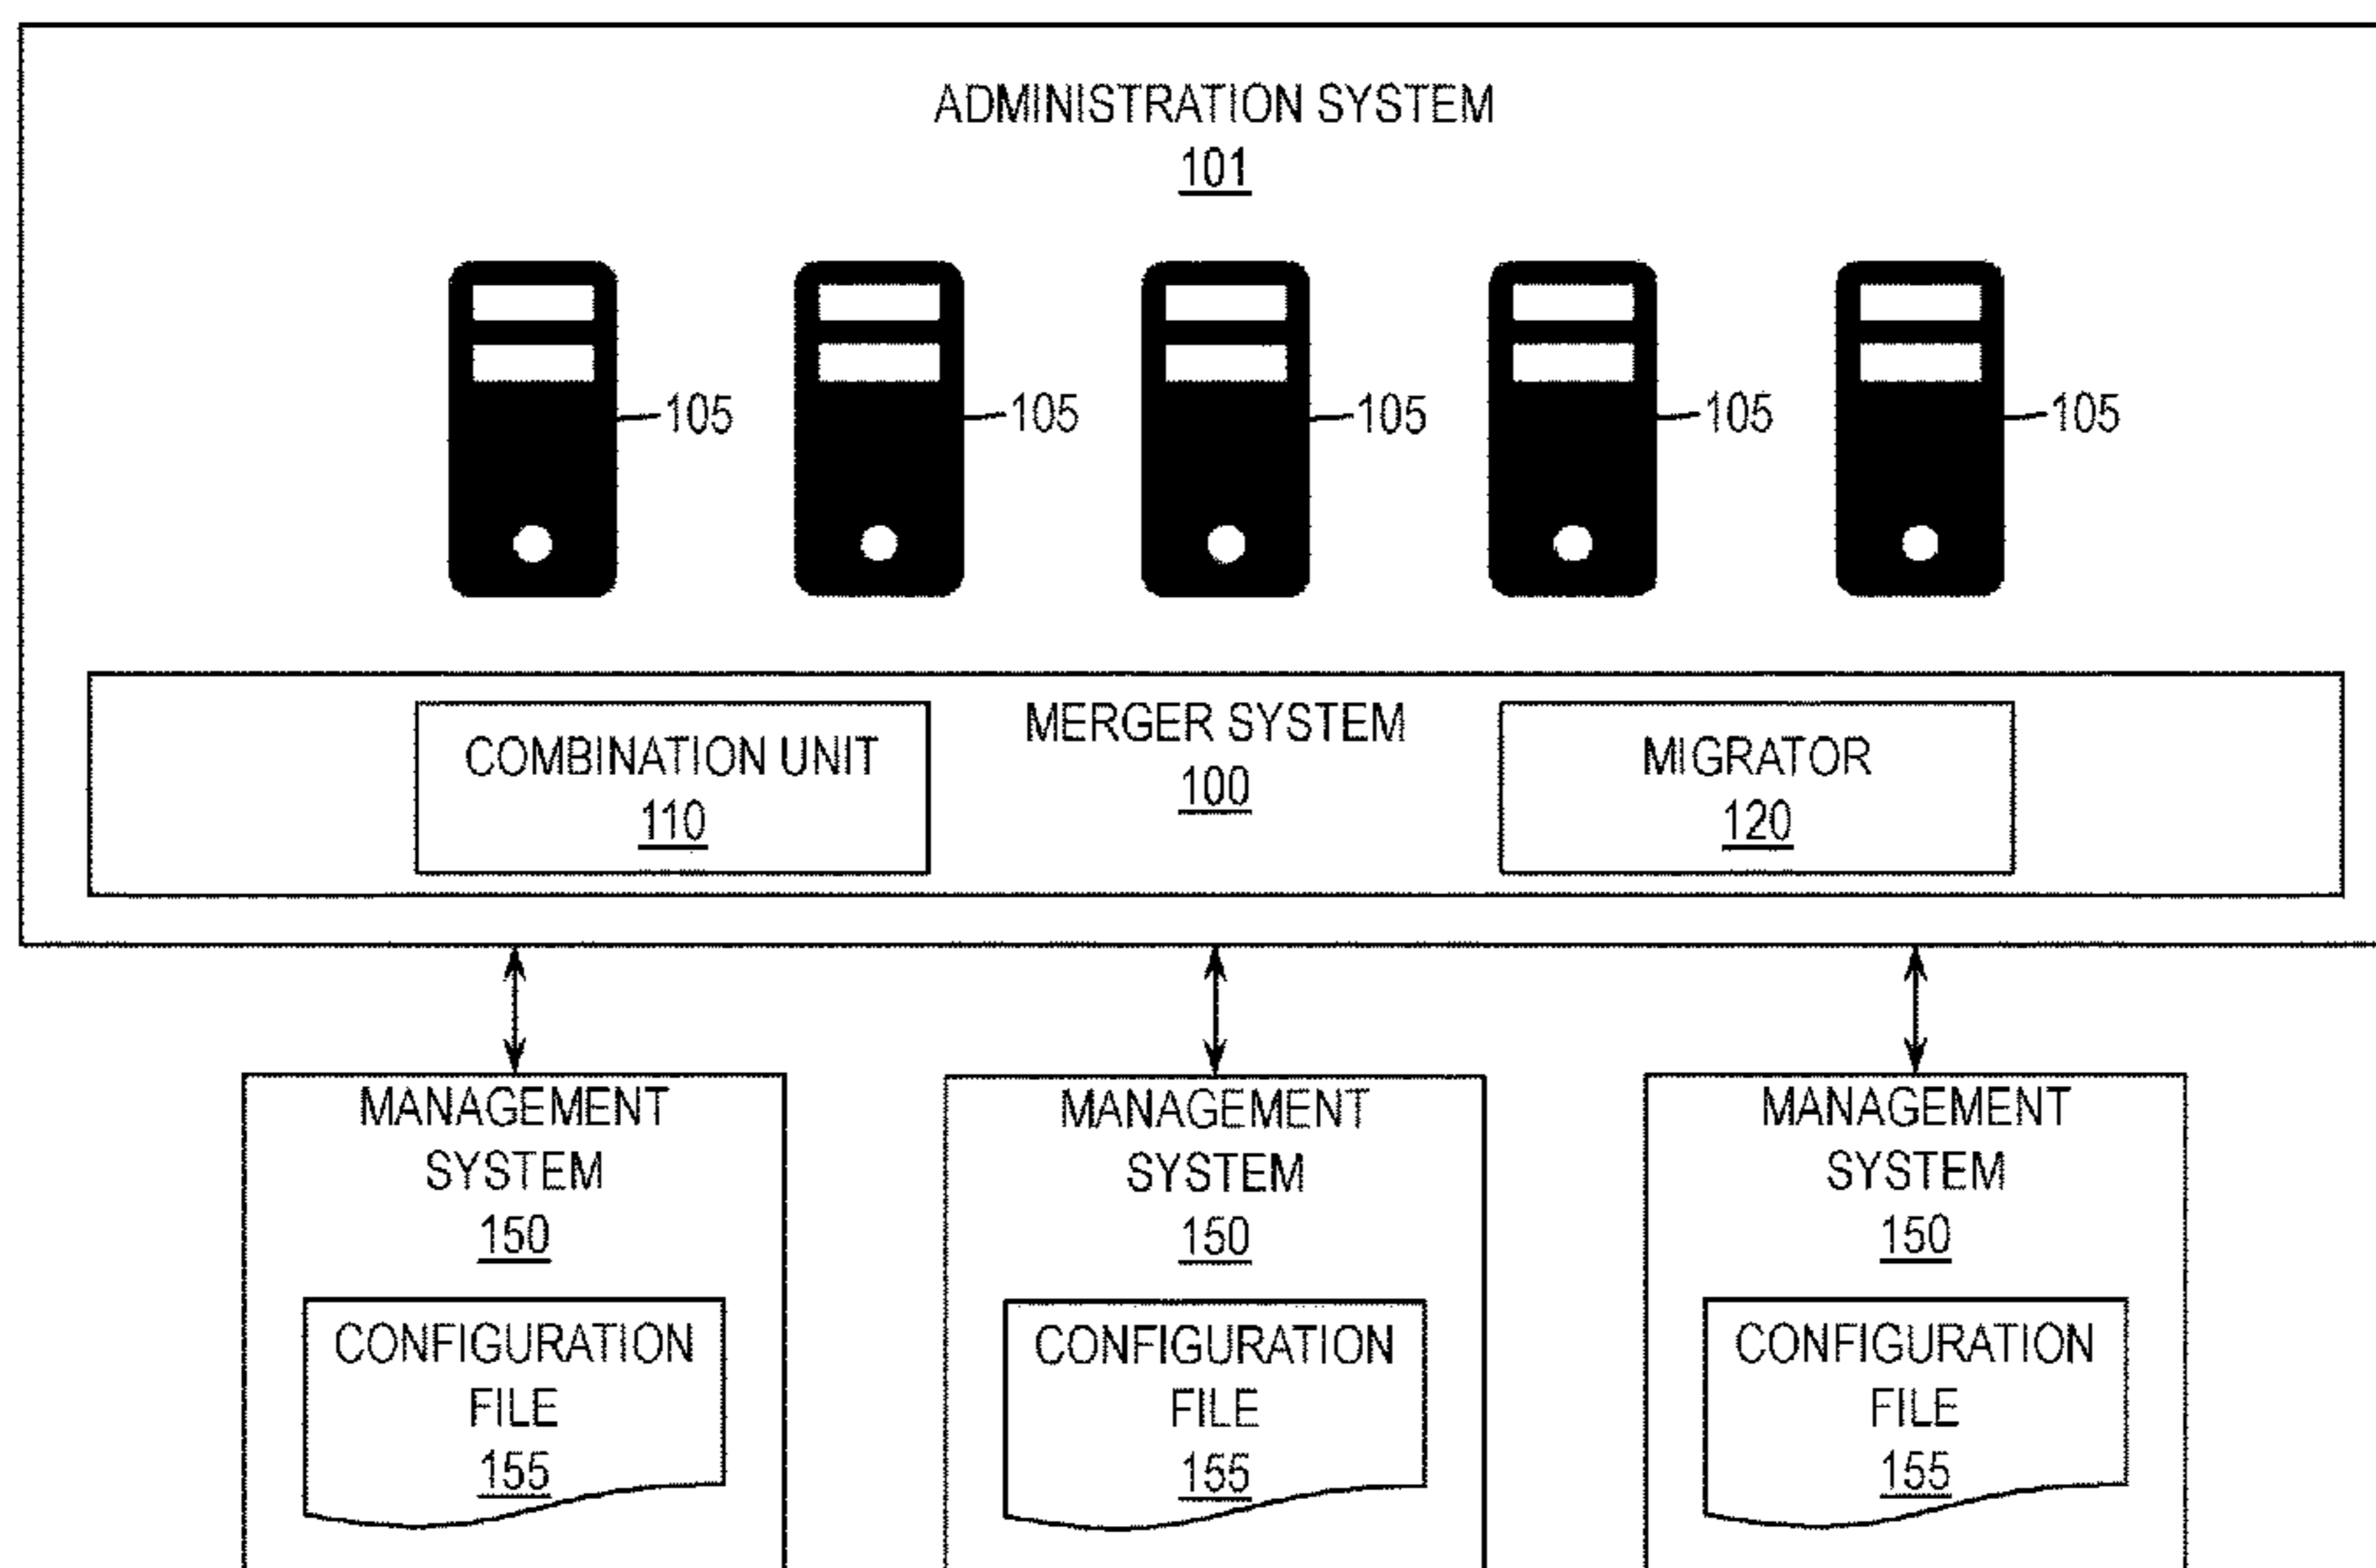 ADMINISTRATION SYSTEM
101
105 105 105 105 105
MERGER SYSTEM
100
COMBINATION UNIT
110
MIGRATOR
120
MANAGEMENT
SYSTEM
150
CONFIGURATION
FILE
155
MANAGEMENT
SYSTEM
150
CONFIGURATION
FILE
155
MANAGEMENT
SYSTEM
150
CONFIGURATION
FILE
155